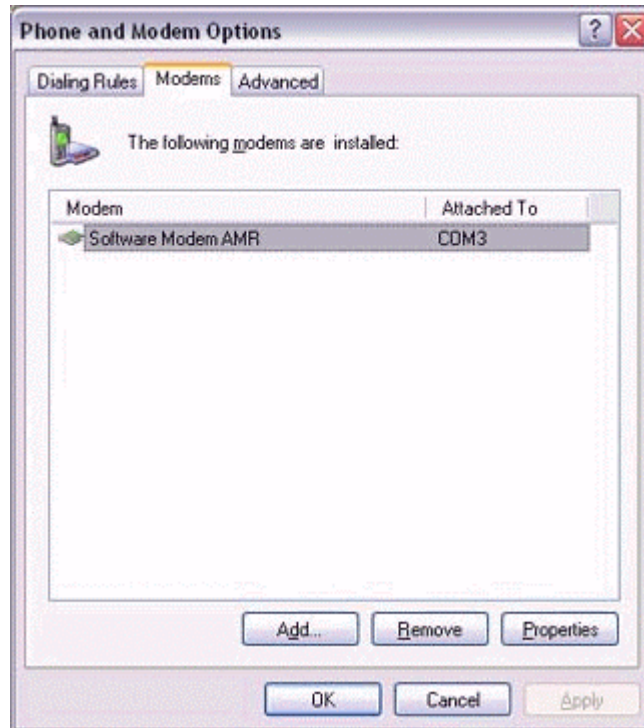 Phone and Modem Options
Dialing Rules Modems Advanced
The following modems are installed:
Modem Attached To
Software Modem AMR COM3
Add... Remove Properties
OK Cancel Apply